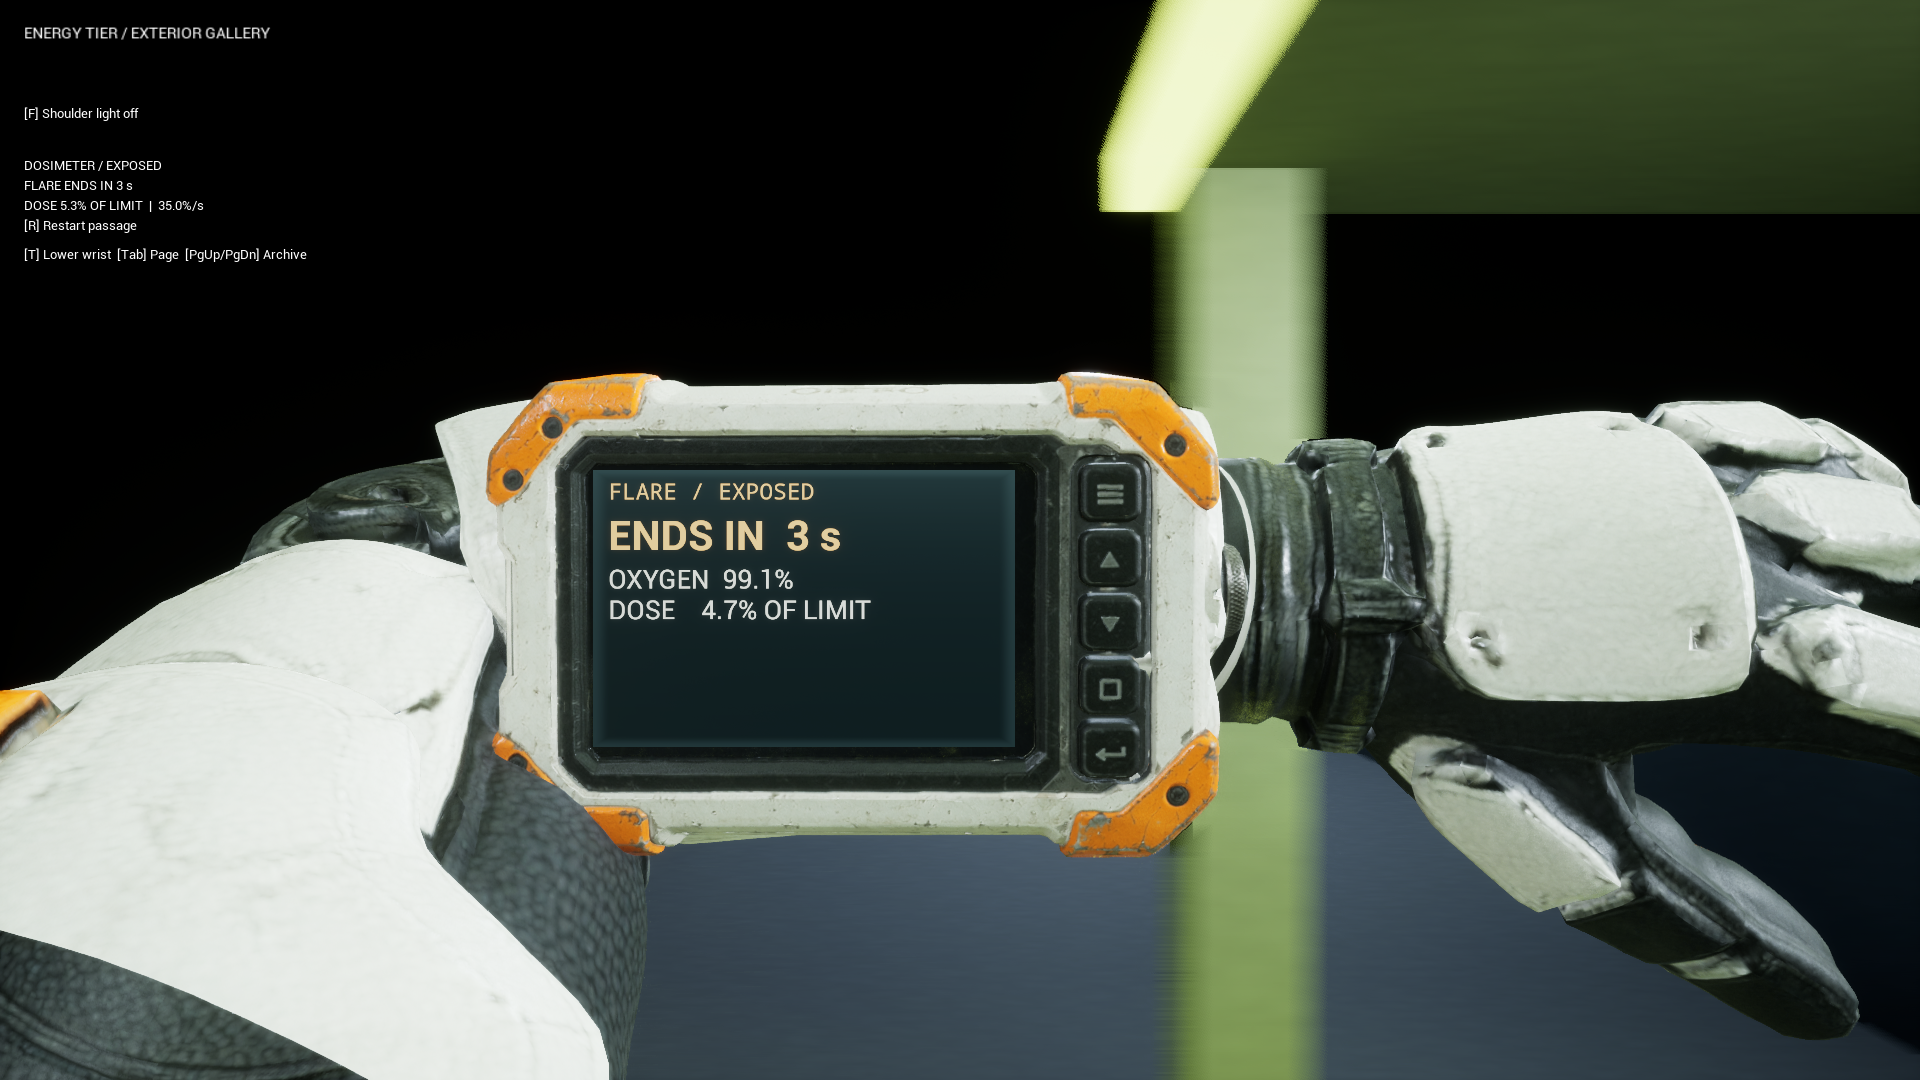 ENERGY TIER / EXTERIOR GALLERY
[F] Shoulder light off
DOSIMETER / EXPOSED
FLARE ENDS IN 3 s
DOSE 5.3% OF LIMIT | 35.0%/s
[R] Restart passage
[T] Lower wrist [Tab] Page [PgUp/PgDn] Archive
FLARE / EXPOSED
ENDS IN 3 s
OXYGEN 99.1%
DOSE 4.7% OF LIMIT